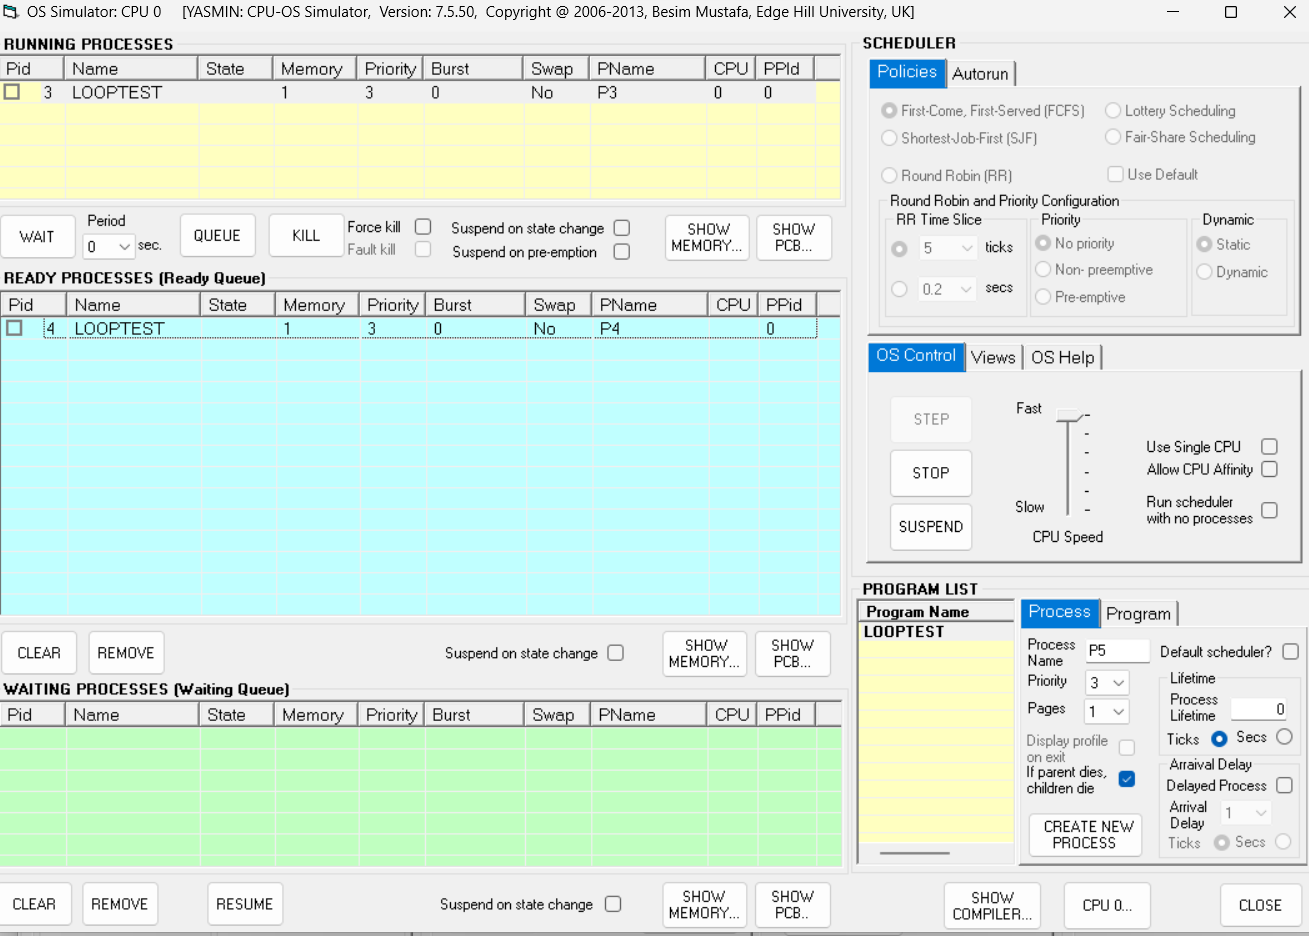 OS Simulator: CPU 0 [YASMIN: CPU-OS Simulator, Version: 7.5.50, Copyright @ 2006-2013, Besim Mustafa, Edge Hill University, UK]
RUNNING PROCESSES
Pid Name State Memory Priority Burst Swap PName CPU PPId
3 LOOPTEST 1 3 0 No P3 0 0
WAIT
Period
0 sec.
QUEUE
KILL
Force kill
Fault kill
Suspend on state change
Suspend on pre-emption
SHOW
MEMORY...
SHOW
PCB...
READY PROCESSES (Ready Queue)
Pid Name State Memory Priority Burst Swap PName CPU PPid
4 LOOPTEST 1 3 0 No P4 0
CLEAR
REMOVE
Suspend on state change
SHOW
MEMORY...
SHOW
PCB...
WAITING PROCESSES (Waiting Queue)
Pid Name State Memory Priority Burst Swap PName CPU PPid
CLEAR
REMOVE
RESUME
Suspend on state change
SHOW
MEMORY...
SHOW
PCB..
SCHEDULER
Policies Autorun
First-Come, First-Served (FCFS)
Lottery Scheduling
Shortest-Job-First (SJF)
Fair-Share Scheduling
Round Robin (RR)
Use Default
Round Robin and Priority Configuration
RR Time Slice
5 ticks
0.2 secs
Priority
No priority
Non- preemptive
Pre-emptive
Dynamic
Static
Dynamic
OS Control Views OS Help
STEP
STOP
SUSPEND
Fast
Slow
CPU Speed
Use Single CPU
Allow CPU Affinity
Run scheduler
with no processes
PROGRAM LIST
Program Name
LOOPTEST
Process Program
Process
Name P5
Priority 3
Pages 1
Display profile
on exit
If parent dies,
children die
CREATE NEW
PROCESS
Default scheduler?
Lifetime
Process
Lifetime 0
Ticks Secs
Arraival Delay
Delayed Process
Arrival
Delay 1
Ticks Secs
SHOW
COMPILER...
CPU 0...
CLOSE